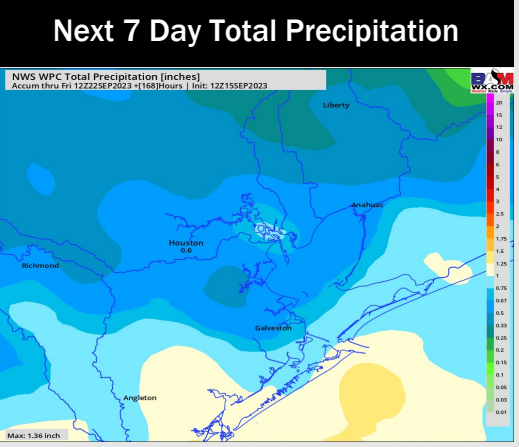 Next 7 Day Total Precipitation
NWS WPC Total Precipitation [inches]
Accum thru Fri 12Z22SEP2023 +[168]Hours | Init: 12Z15SEP2023
BAM
WX.COM
Liberty
Anahuac
Houston
0.6
Richmond
Galveston
Angleton
20
15
12
10
8
6
5
4
3
2.5
2
1.75
1.5
1.25
1
0.75
0.67
0.5
0.33
0.25
0.2
0.15
0.1
0.05
0.03
0.01
Max: 1.36 inch